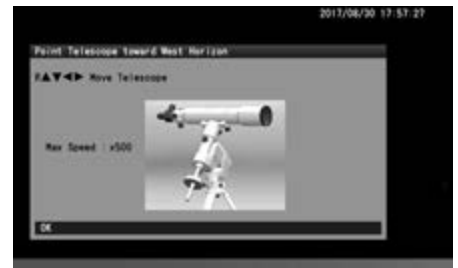 2017/08/30 17:57:27
Point Telescope toward West Horizon
F▲▼◀▶ Move Telescope
Max Speed : x500
OK